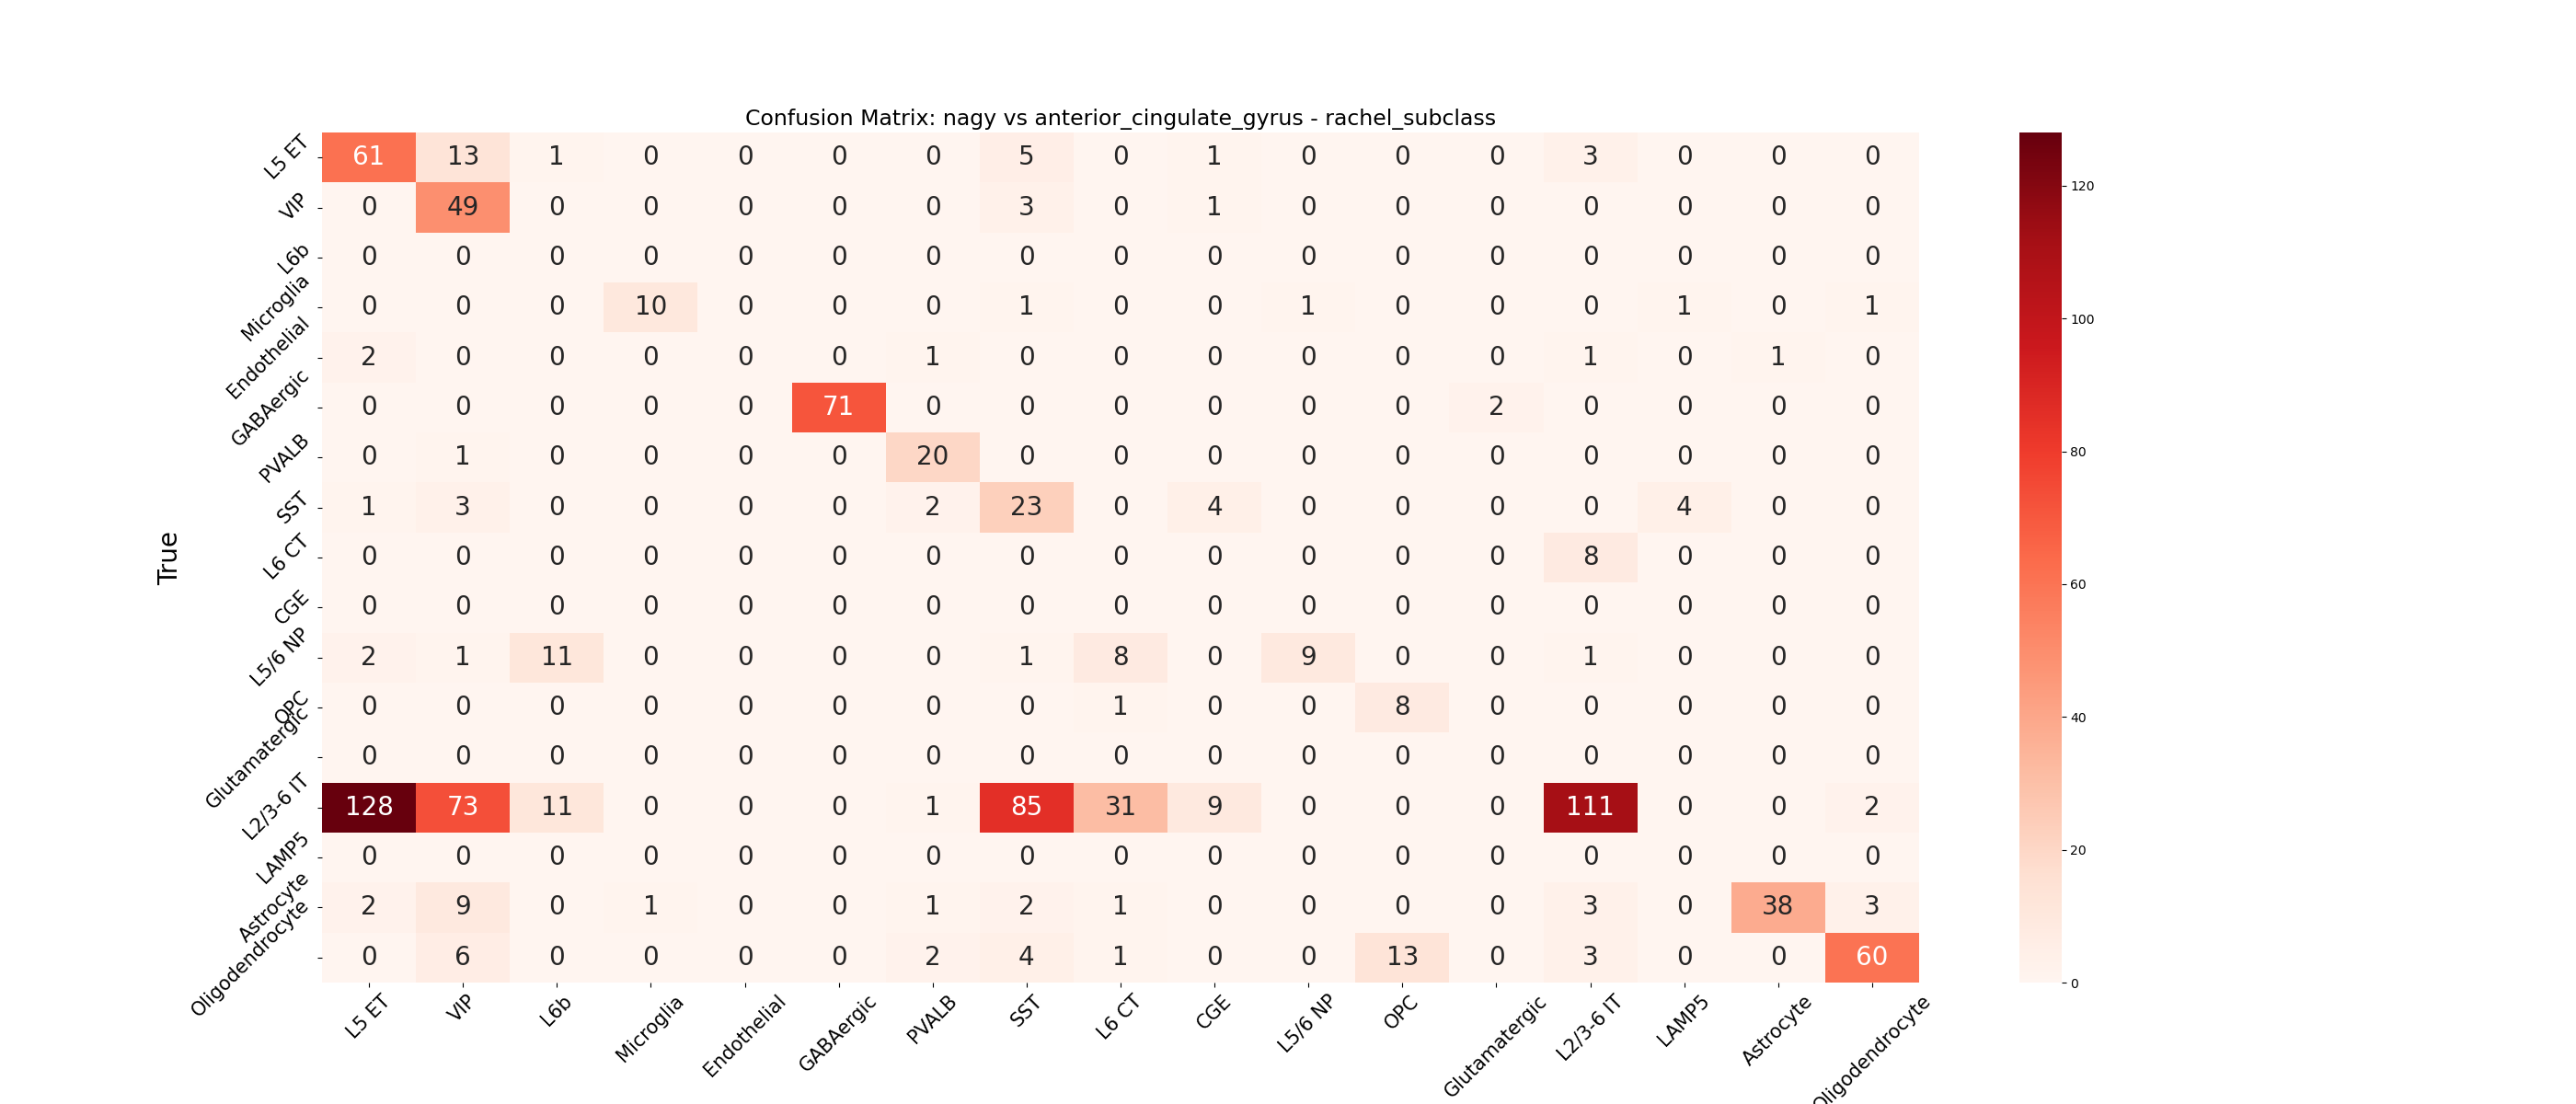 Confusion Matrix: nagy vs anterior_cingulate_gyrus - rachel_subclass
True
L5 ET 61 13 1 0 0 0 0 5 0 1 0 0 0 3 0 0 0
VIP 0 49 0 0 0 0 0 3 0 1 0 0 0 0 0 0 0
L6b 0 0 0 0 0 0 0 0 0 0 0 0 0 0 0 0 0
Microglia 0 0 0 10 0 0 0 1 0 0 1 0 0 0 1 0 1
Endothelial 2 0 0 0 0 0 1 0 0 0 0 0 0 1 0 1 0
GABAergic 0 0 0 0 0 71 0 0 0 0 0 0 2 0 0 0 0
PVALB 0 1 0 0 0 0 20 0 0 0 0 0 0 0 0 0 0
SST 1 3 0 0 0 0 2 23 0 4 0 0 0 0 4 0 0
L6 CT 0 0 0 0 0 0 0 0 0 0 0 0 0 8 0 0 0
CGE 0 0 0 0 0 0 0 0 0 0 0 0 0 0 0 0 0
L5/6 NP 2 1 11 0 0 0 0 1 8 0 9 0 0 1 0 0 0
OPC 0 0 0 0 0 0 0 0 1 0 0 8 0 0 0 0 0
Glutamatergic 0 0 0 0 0 0 0 0 0 0 0 0 0 0 0 0 0
L2/3-6 IT 128 73 11 0 0 0 1 85 31 9 0 0 0 111 0 0 2
LAMP5 0 0 0 0 0 0 0 0 0 0 0 0 0 0 0 0 0
Astrocyte 2 9 0 1 0 0 1 2 1 0 0 0 0 3 0 38 3
Oligodendrocyte 0 6 0 0 0 0 2 4 1 0 0 13 0 3 0 0 60
L5 ET VIP L6b Microglia Endothelial GABAergic PVALB SST L6 CT CGE L5/6 NP OPC Glutamatergic L2/3-6 IT LAMP5 Astrocyte Oligodendrocyte
120
100
80
60
40
20
0